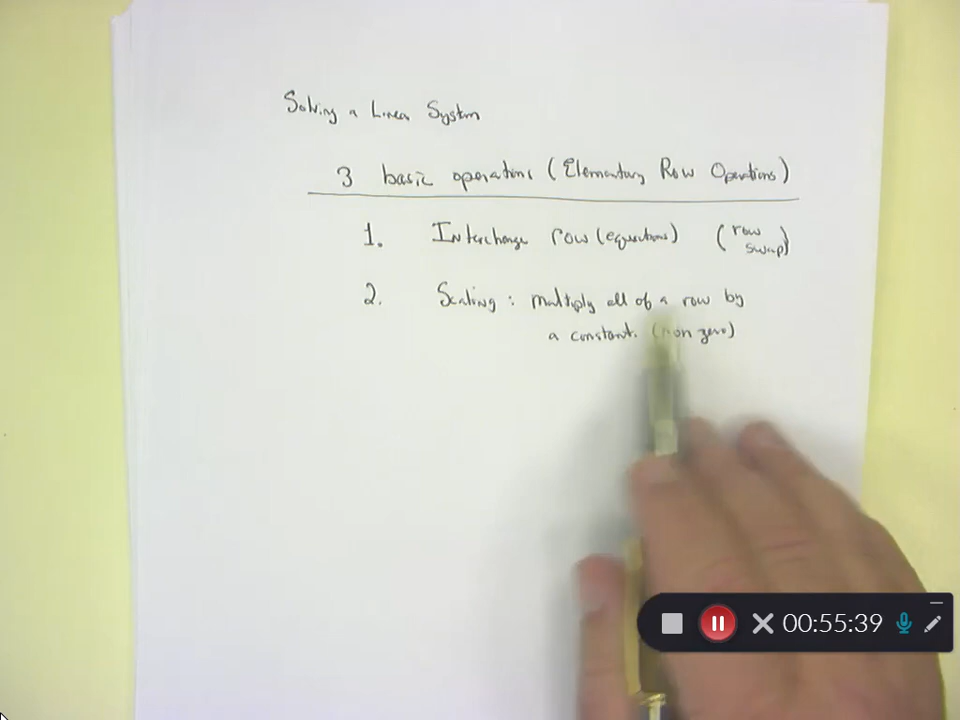 Solving a Linear System
3 basic operations (Elementary Row Operations)
1. Interchange row (equations) (row swap)
2. Scaling : multiply all of a row by
a constant. (non zero)
00:55:39